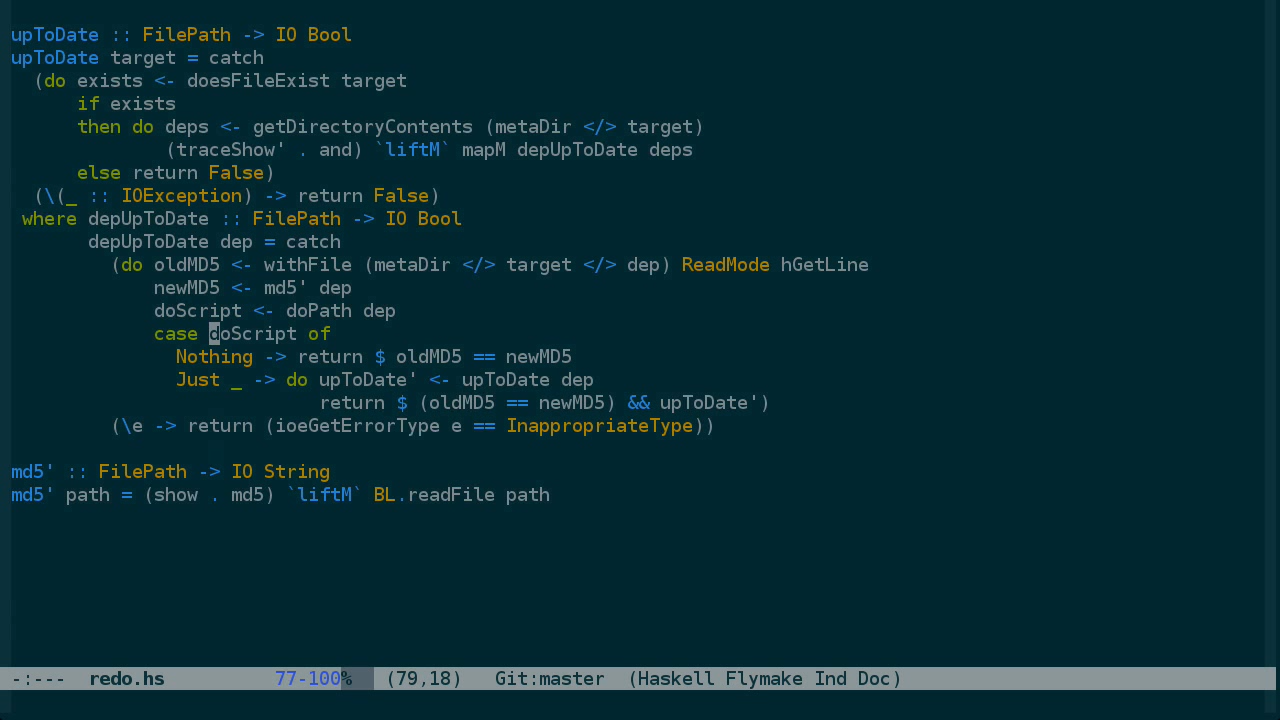 upToDate :: FilePath -> IO Bool
upToDate target = catch
  (do exists <- doesFileExist target
      if exists
      then do deps <- getDirectoryContents (metaDir </> target)
              (traceShow' . and) `liftM` mapM depUpToDate deps
      else return False)
  (\(_ :: IOException) -> return False)
 where depUpToDate :: FilePath -> IO Bool
       depUpToDate dep = catch
         (do oldMD5 <- withFile (metaDir </> target </> dep) ReadMode hGetLine
             newMD5 <- md5' dep
             doScript <- doPath dep
             case doScript of
               Nothing -> return $ oldMD5 == newMD5
               Just _ -> do upToDate' <- upToDate dep
                            return $ (oldMD5 == newMD5) && upToDate')
         (\e -> return (ioeGetErrorType e == InappropriateType))

md5' :: FilePath -> IO String
md5' path = (show . md5) `liftM` BL.readFile path
-:---  redo.hs          77-100%   (79,18)   Git:master  (Haskell Flymake Ind Doc)